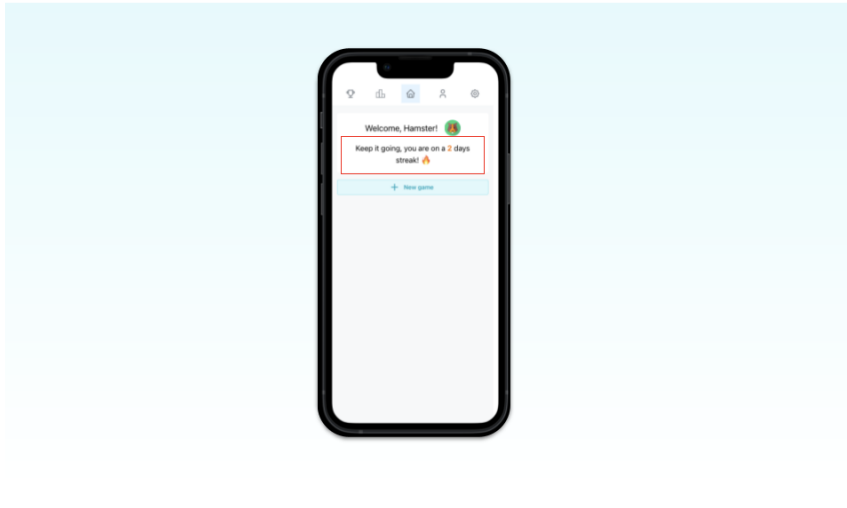 Welcome, Hamster!
Keep it going, you are on a 2 days
streak! 🔥
New game